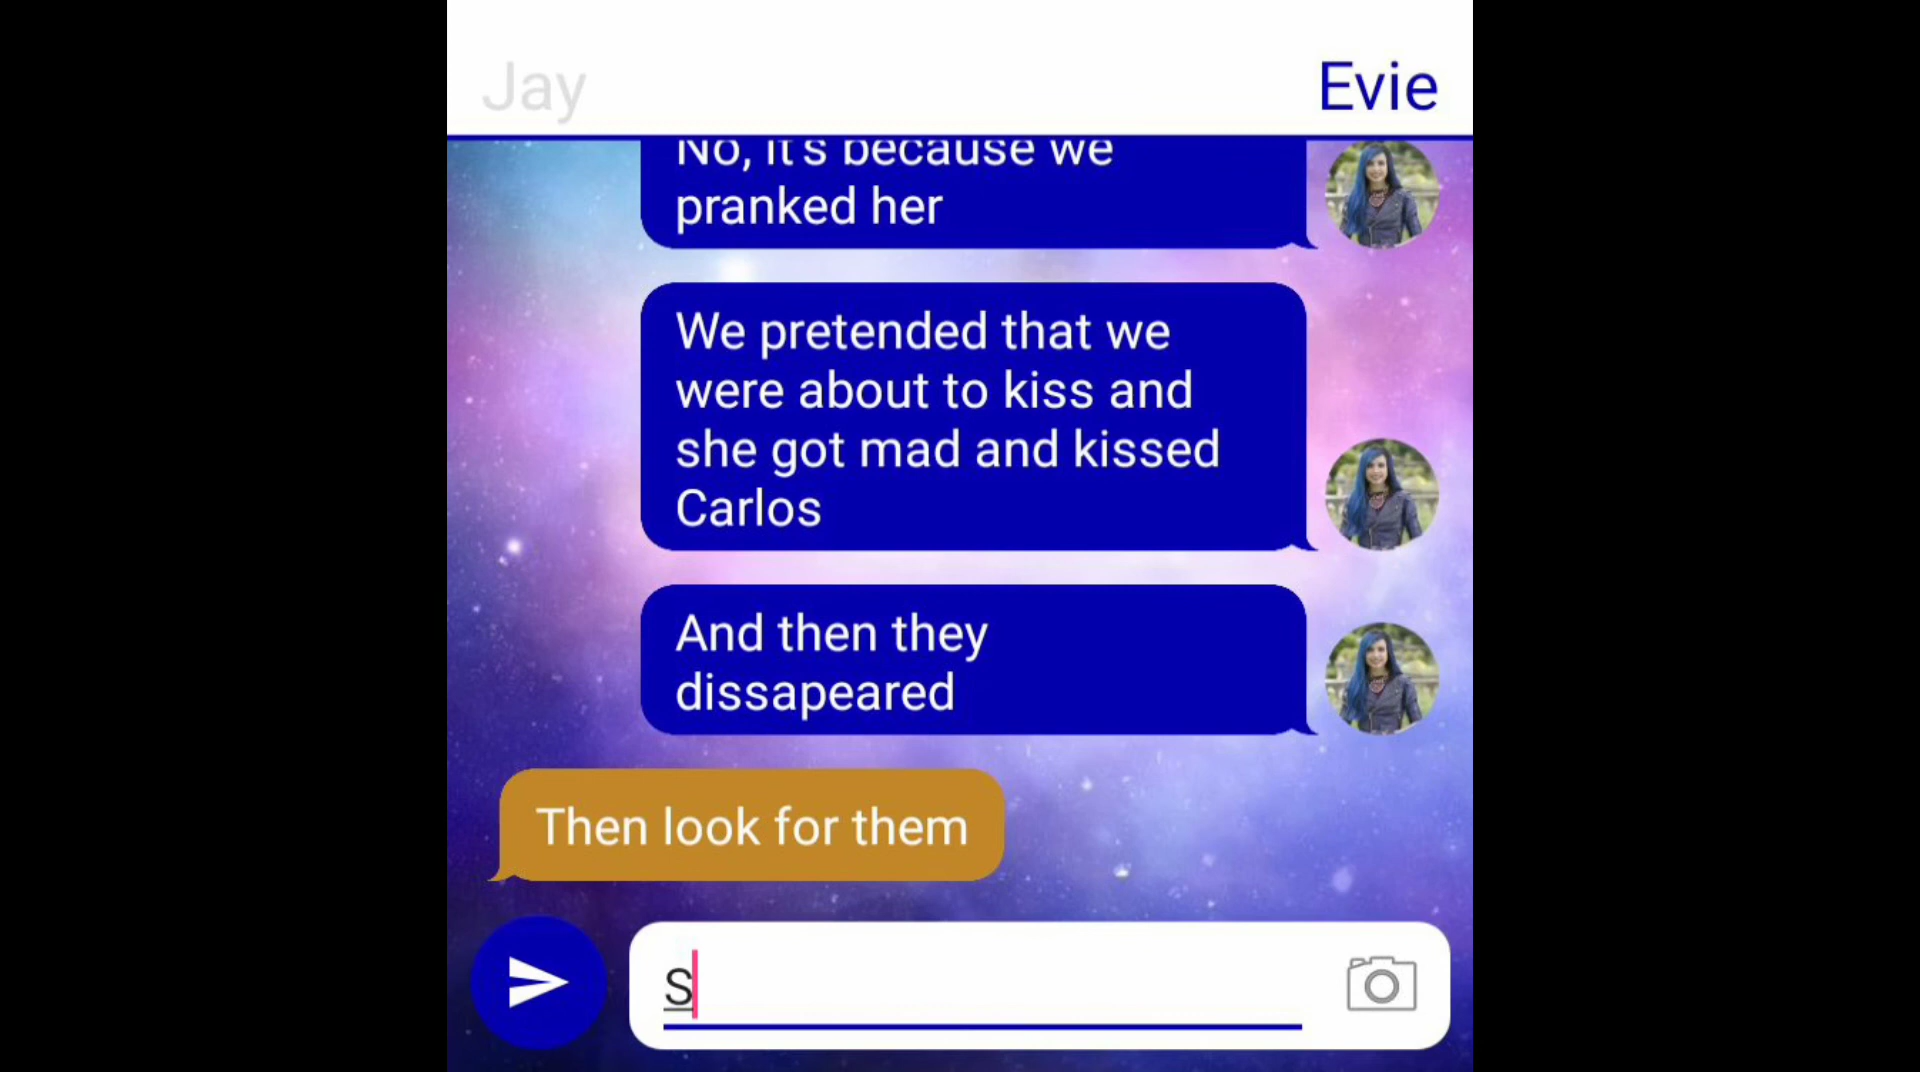 Jay
Evie
No, it's because we
pranked her
We pretended that we
were about to kiss and
she got mad and kissed
Carlos
And then they
dissapeared
Then look for them
S